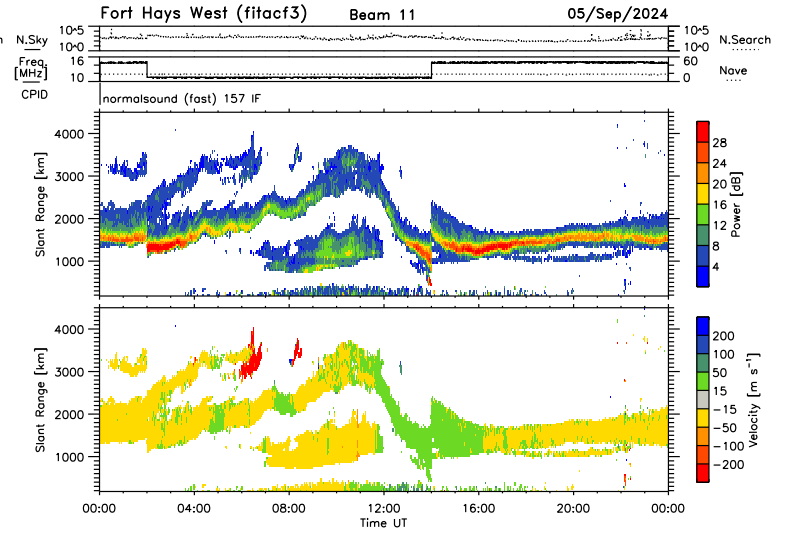 Fort Hays West (fitacf3) Beam 11 05/Sep/2024
N.Sky 10^5 10^0 10^5 10^0 N.Search
Freq. [MHz] 16 10 60 0 Nave
CPID normalsound (fast) 157 IF
Slant Range [km] 4000 3000 2000 1000
28 24 20 16 12 8 4 Power [dB]
Slant Range [km] 4000 3000 2000 1000
200 100 50 15 -15 -50 -100 -200 Velocity [m s⁻¹]
00:00 04:00 08:00 12:00 16:00 20:00 00:00
Time UT